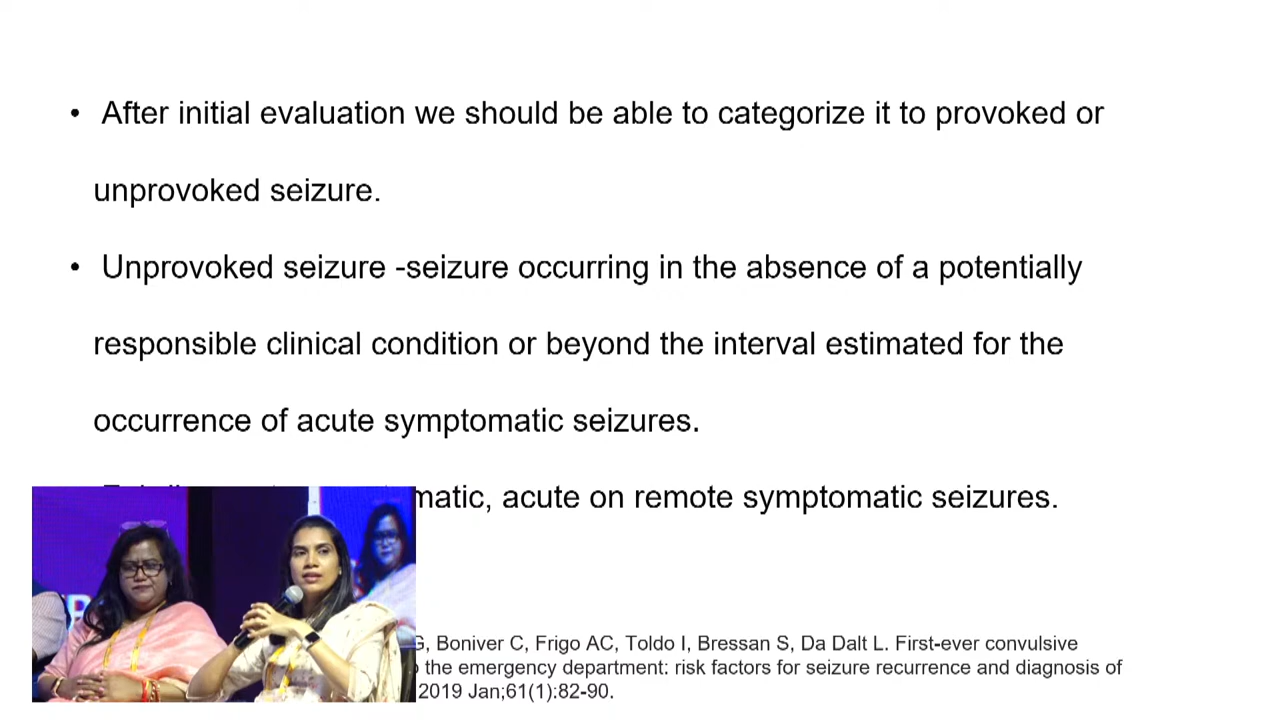 • After initial evaluation we should be able to categorize it to provoked or
unprovoked seizure.
• Unprovoked seizure -seizure occurring in the absence of a potentially
responsible clinical condition or beyond the interval estimated for the
occurrence of acute symptomatic seizures.
acute on remote symptomatic seizures.
Boniver C, Frigo AC, Toldo I, Bressan S, Da Dalt L. First-ever convulsive
the emergency department: risk factors for seizure recurrence and diagnosis of
2019 Jan;61(1):82-90.